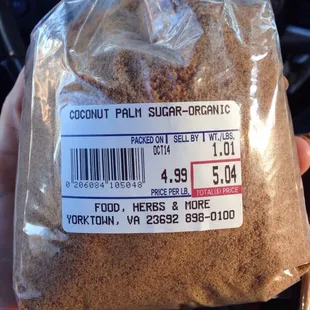 COCONUT PALM SUGAR-ORGANIC
PACKED ON SELL BY WT./LBS.
OCT14 1.01
4.99 5.04
PRICE PER LB. TOTAL($) PRICE
0 206084 105048
FOOD, HERBS & MORE
YORKTOWN, VA 23692 898-0100